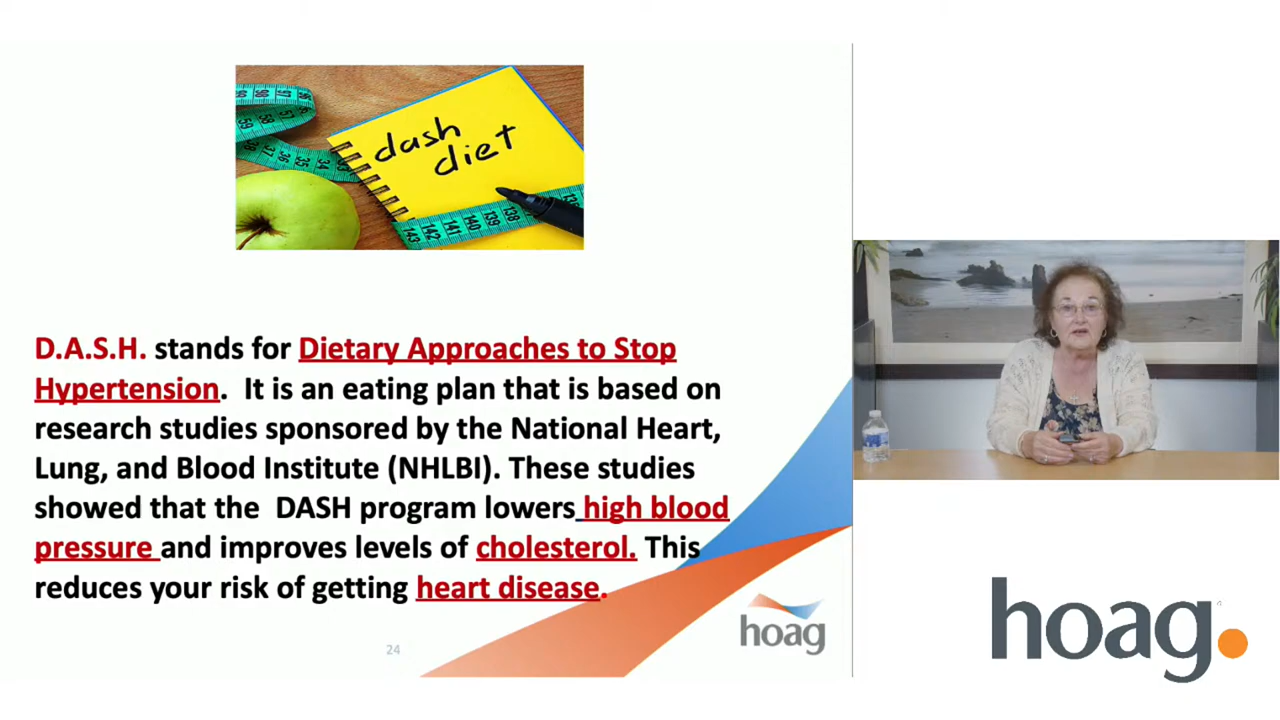 dash
diet
D.A.S.H. stands for Dietary Approaches to Stop
Hypertension.  It is an eating plan that is based on
research studies sponsored by the National Heart,
Lung, and Blood Institute (NHLBI). These studies
showed that the  DASH program lowers high blood
pressure and improves levels of cholesterol. This
reduces your risk of getting heart disease.
24
hoag
hoag.